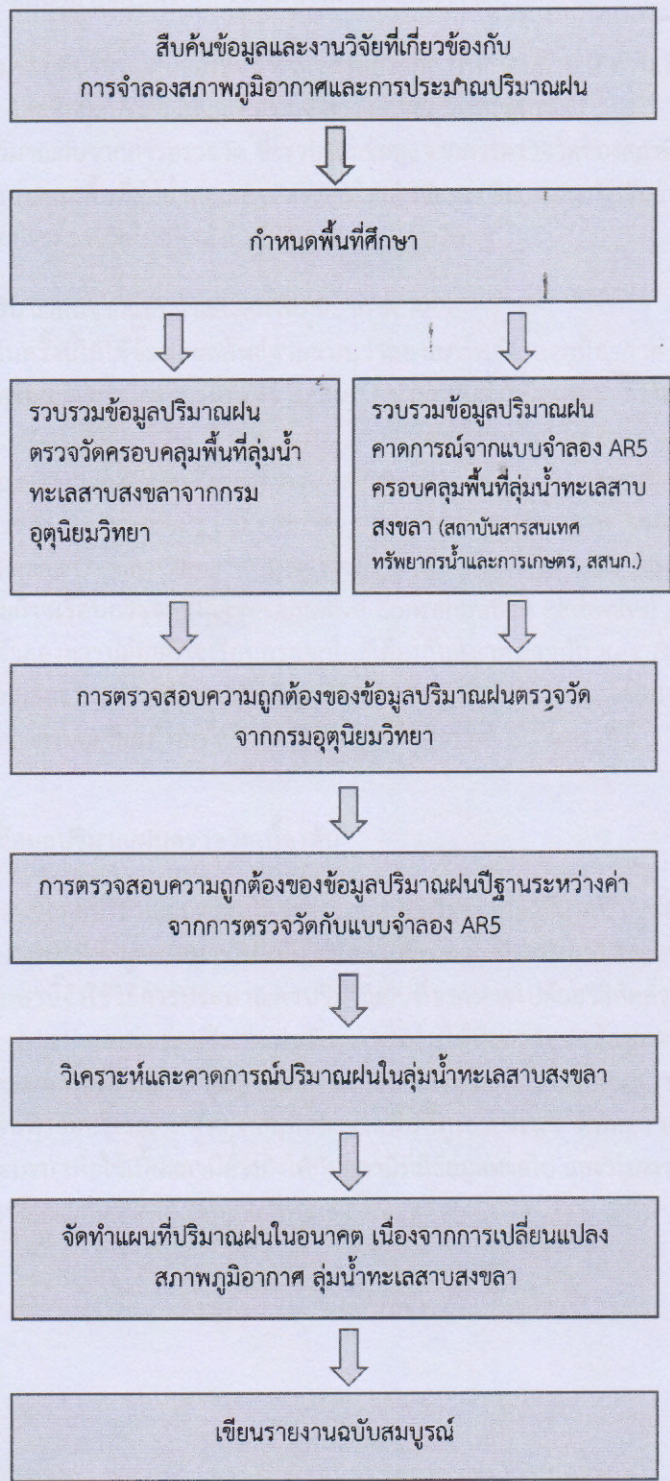 สืบค้นข้อมูลและงานวิจัยที่เกี่ยวข้องกับ
การจำลองสภาพภูมิอากาศและการประมาณปริมาณฝน
กำหนดพื้นที่ศึกษา
รวบรวมข้อมูลปริมาณฝน
ตรวจวัดครอบคลุมพื้นที่ลุ่มน้ำ
ทะเลสาบสงขลาจากกรม
อุตุนิยมวิทยา
รวบรวมข้อมูลปริมาณฝน
คาดการณ์จากแบบจำลอง AR5
ครอบคลุมพื้นที่ลุ่มน้ำทะเลสาบ
สงขลา (สถาบันสารสนเทศ
ทรัพยากรน้ำและการเกษตร, สสนก.)
การตรวจสอบความถูกต้องของข้อมูลปริมาณฝนตรวจวัด
จากกรมอุตุนิยมวิทยา
การตรวจสอบความถูกต้องของข้อมูลปริมาณฝนปีฐานระหว่างค่า
จากการตรวจวัดกับแบบจำลอง AR5
วิเคราะห์และคาดการณ์ปริมาณฝนในลุ่มน้ำทะเลสาบสงขลา
จัดทำแผนที่ปริมาณฝนในอนาคต เนื่องจากการเปลี่ยนแปลง
สภาพภูมิอากาศ ลุ่มน้ำทะเลสาบสงขลา
เขียนรายงานฉบับสมบูรณ์